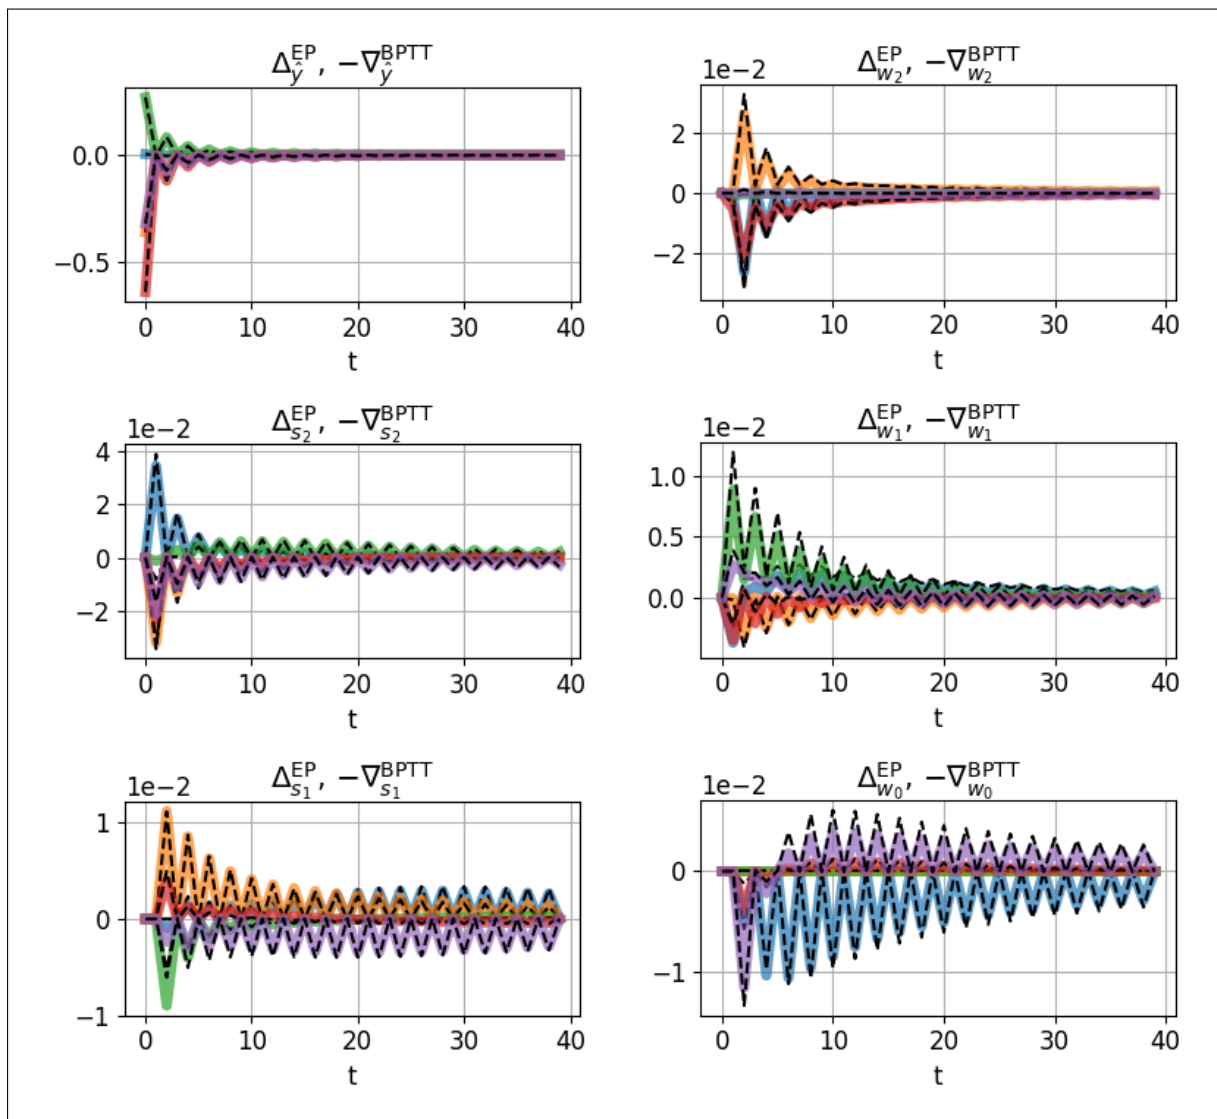 Δ^EP_ŷ, −∇^BPTT_ŷ
0.0
−0.5
0 10 20 30 40
t
Δ^EP_w₂, −∇^BPTT_w₂
1e−2
2
0
−2
0 10 20 30 40
t
Δ^EP_s₂, −∇^BPTT_s₂
1e−2
4
2
0
−2
0 10 20 30 40
t
Δ^EP_w₁, −∇^BPTT_w₁
1e−2
1.0
0.5
0.0
0 10 20 30 40
t
Δ^EP_s₁, −∇^BPTT_s₁
1e−2
1
0
−1
0 10 20 30 40
t
Δ^EP_w₀, −∇^BPTT_w₀
1e−2
0
−1
0 10 20 30 40
t